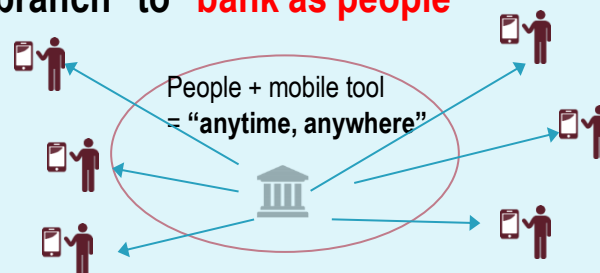 branch" to "bank as people"
People + mobile tool
= “anytime, anywhere”